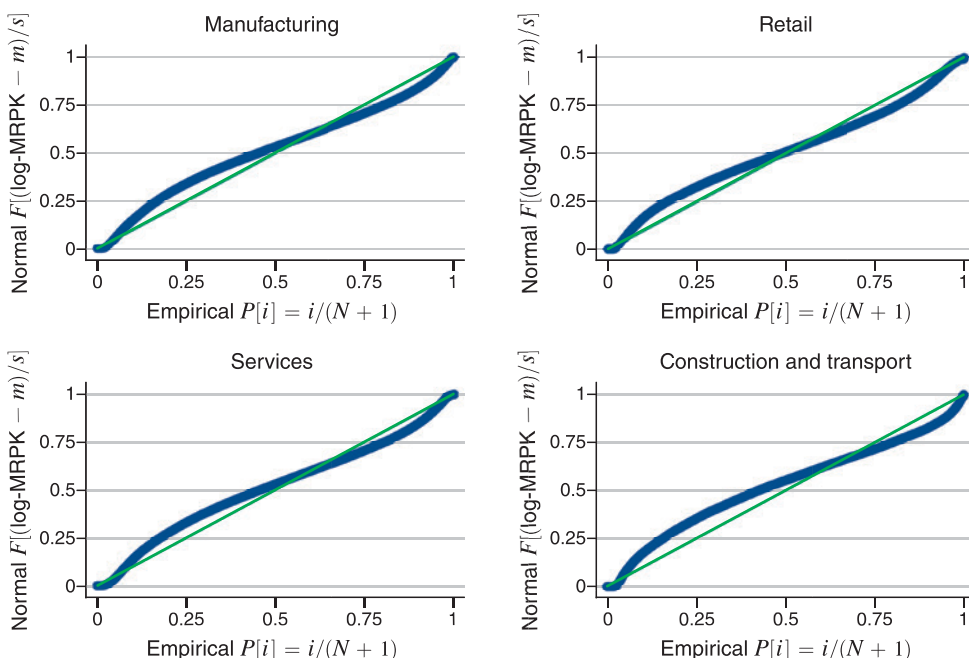 Manufacturing
Normal F[(log-MRPK − m)/s]
1
0.75
0.5
0.25
0
0 0.25 0.5 0.75 1
Empirical P[i] = i/(N + 1)
Retail
Normal F[(log-MRPK − m)/s]
1
0.75
0.5
0.25
0
0 0.25 0.5 0.75 1
Empirical P[i] = i/(N + 1)
Services
Normal F[(log-MRPK − m)/s]
1
0.75
0.5
0.25
0
0 0.25 0.5 0.75 1
Empirical P[i] = i/(N + 1)
Construction and transport
Normal F[(log-MRPK − m)/s]
1
0.75
0.5
0.25
0
0 0.25 0.5 0.75 1
Empirical P[i] = i/(N + 1)